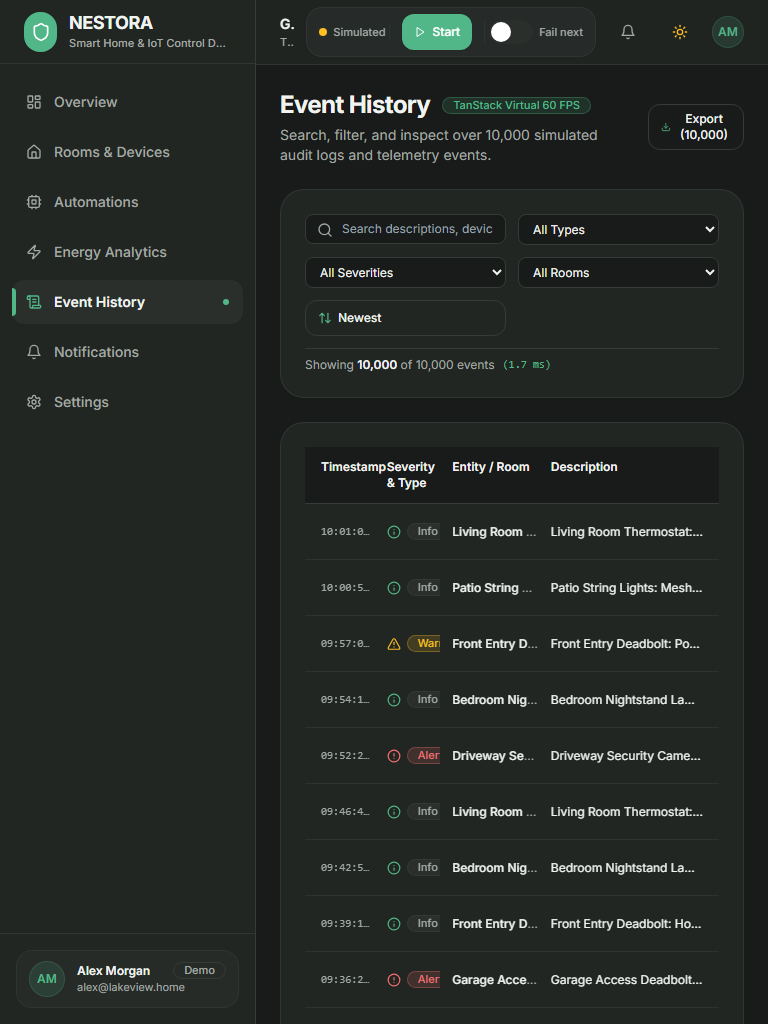 NESTORA
Smart Home & IoT Control D...
G.
T..
Simulated
Start
Fail next
AM
Overview
Rooms & Devices
Automations
Energy Analytics
Event History
Notifications
Settings
Event History
TanStack Virtual 60 FPS
Search, filter, and inspect over 10,000 simulated
audit logs and telemetry events.
Export
(10,000)
Search descriptions, devic
All Types
All Severities
All Rooms
Newest
Showing 10,000 of 10,000 events (1.7 ms)
Timestamp Severity & Type Entity / Room Description
10:01:0… Info Living Room ... Living Room Thermostat:...
10:00:5… Info Patio String ... Patio String Lights: Mesh...
09:57:0… Warn Front Entry D... Front Entry Deadbolt: Po...
09:54:1… Info Bedroom Nig... Bedroom Nightstand La...
09:52:2… Aler Driveway Se... Driveway Security Came...
09:46:4… Info Living Room ... Living Room Thermostat:...
09:42:5… Info Bedroom Nig... Bedroom Nightstand La...
09:39:1… Info Front Entry D... Front Entry Deadbolt: Ho...
09:36:2… Aler Garage Acce... Garage Access Deadbolt...
AM
Alex Morgan
Demo
alex@lakeview.home